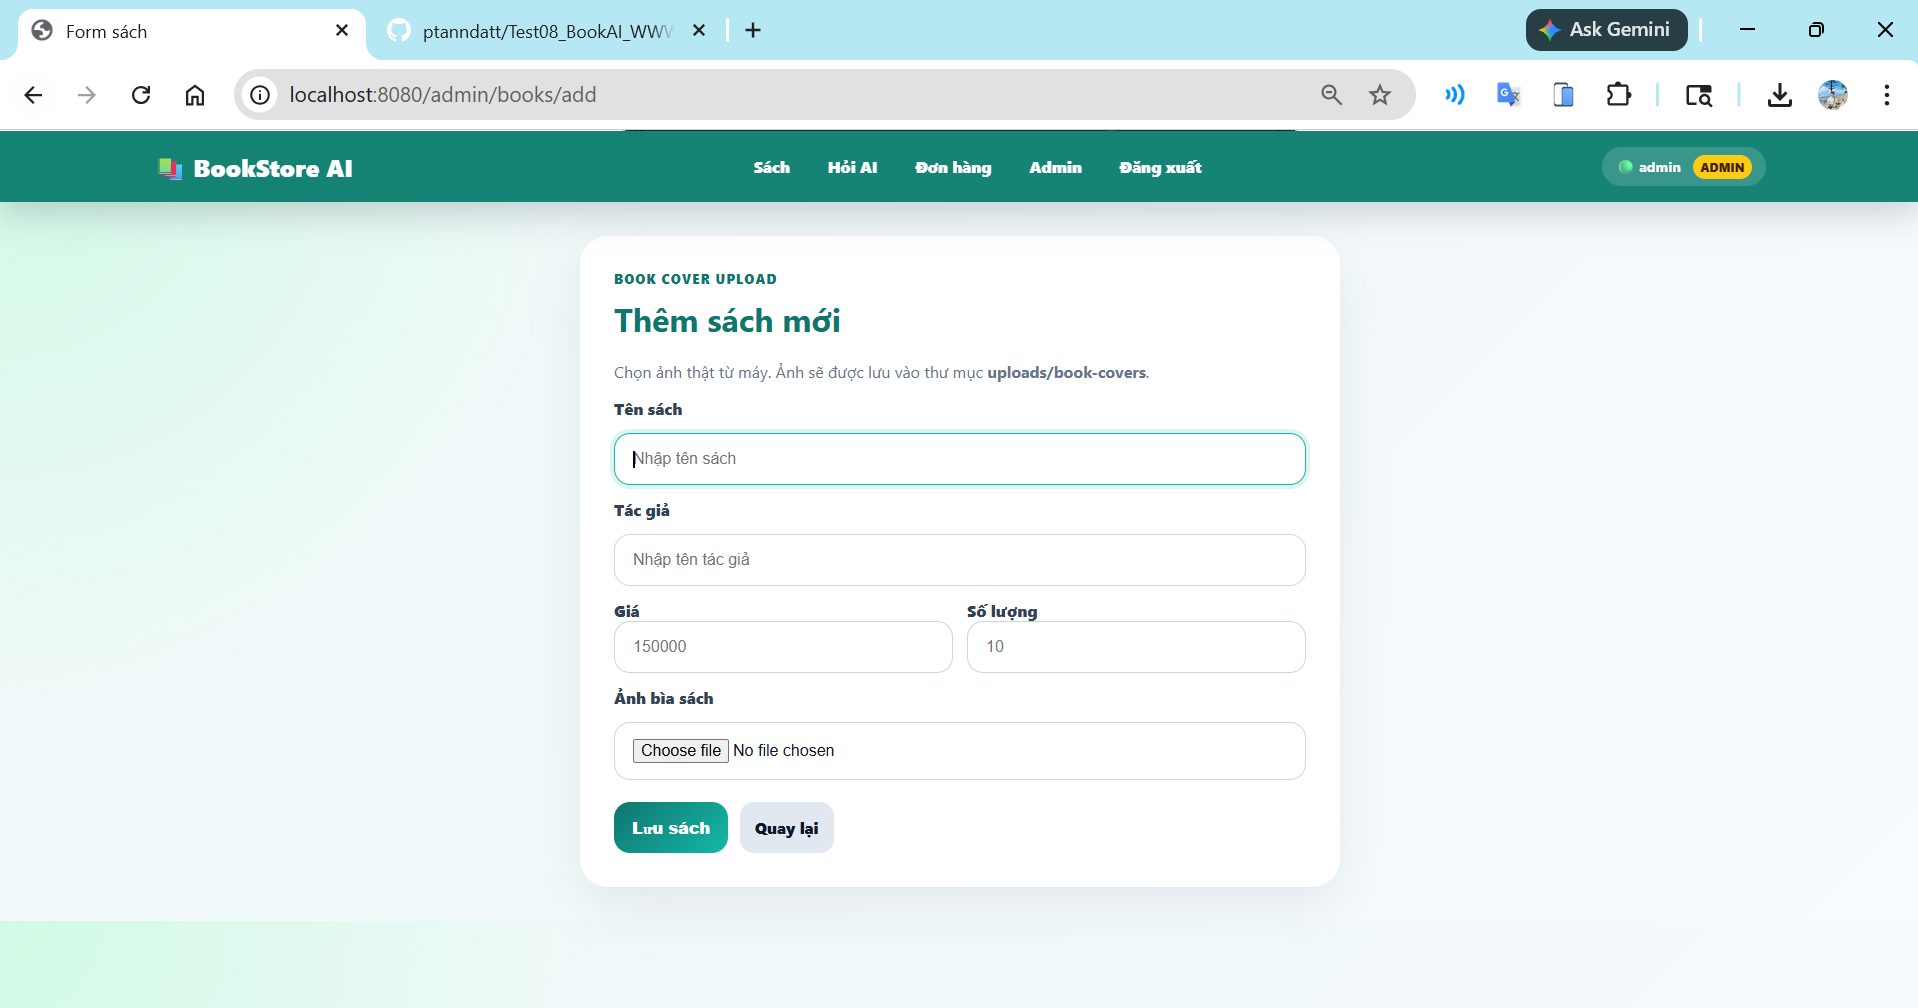 Form sách
ptanndatt/Test08_BookAI_WWW
Ask Gemini
localhost:8080/admin/books/add
BookStore AI
Sách
Hỏi AI
Đơn hàng
Admin
Đăng xuất
admin
ADMIN
BOOK COVER UPLOAD
Thêm sách mới
Chọn ảnh thật từ máy. Ảnh sẽ được lưu vào thư mục uploads/book-covers.
Tên sách
Nhập tên sách
Tác giả
Nhập tên tác giả
Giá
Số lượng
150000
10
Ảnh bìa sách
Choose file No file chosen
Lưu sách
Quay lại